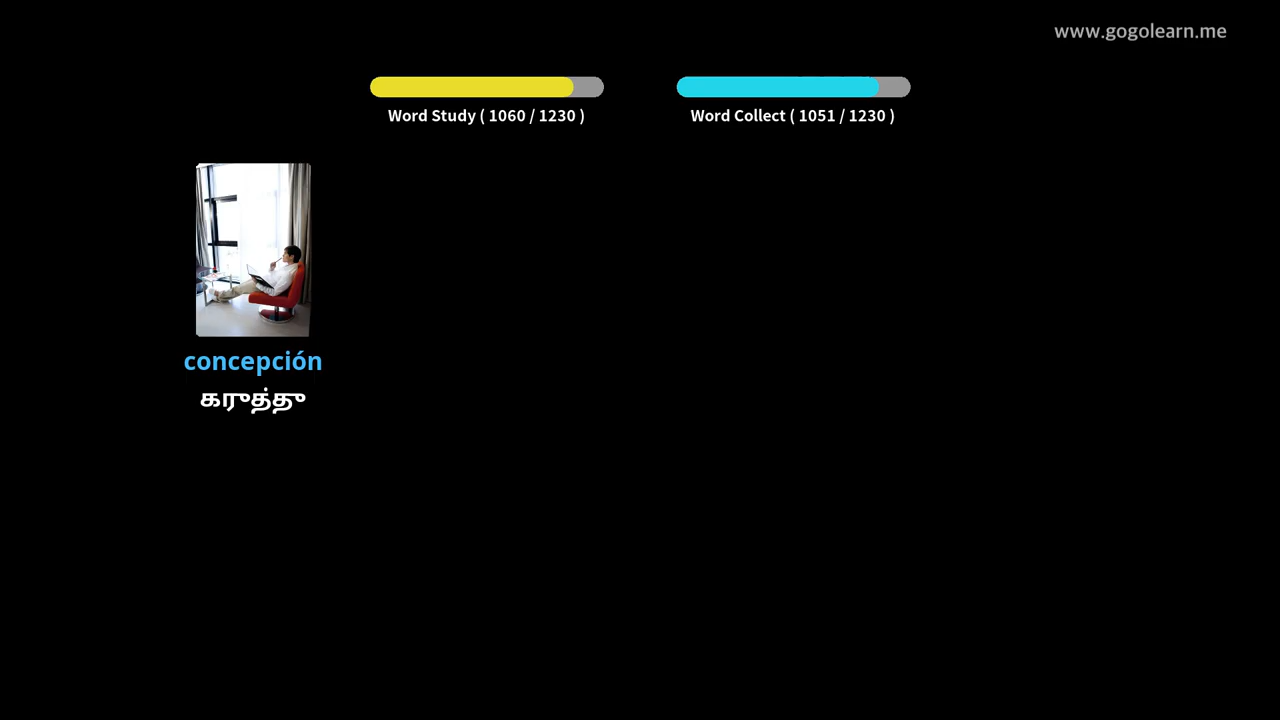 www.gogolearn.me
Word Study ( 1060 / 1230 )
Word Collect ( 1051 / 1230 )
concepción
கருத்து